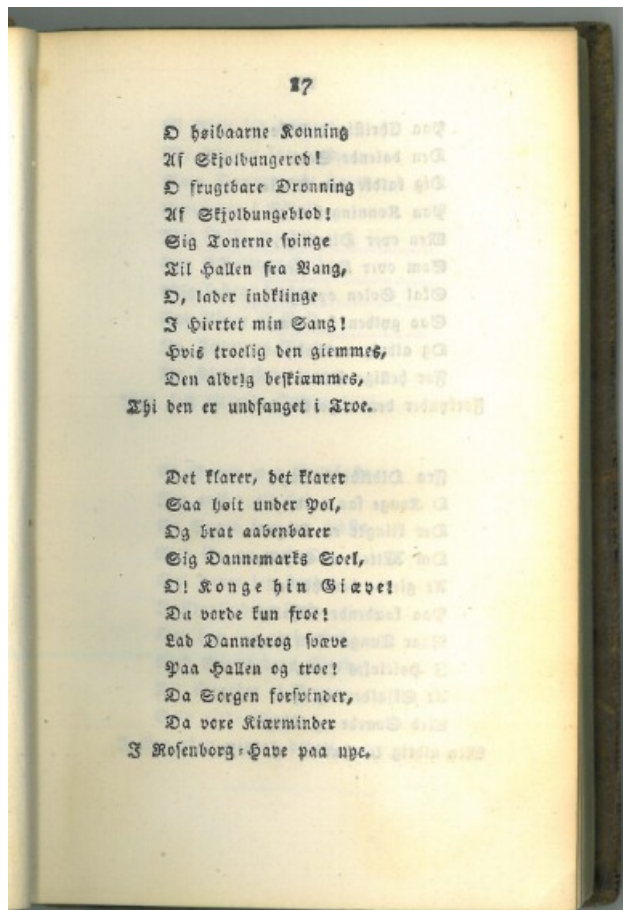 17
O høibaarne Konning
Af Skjoldungerod!
O frugtbare Dronning
Af Skjoldungeblod!
Sig Tonerne svinge
Til Hallen fra Vang,
O, lader indklinge
I Hiertet min Sang!
Hvis troelig den giemmes,
Den aldrig beskiæmmes,
Thi den er undfanget i Troe.
Det klarer, det klarer
Saa høit under Pol,
Og brat aabenbarer
Sig Dannemarks Soel,
O! Konge hin Giæve!
Da vorde kun froe!
Lad Dannebrog svæve
Paa Hallen og troe!
Da Sorgen forsvinder,
Da voxe Kiærminder
I Rosenborg-Have paa nye.